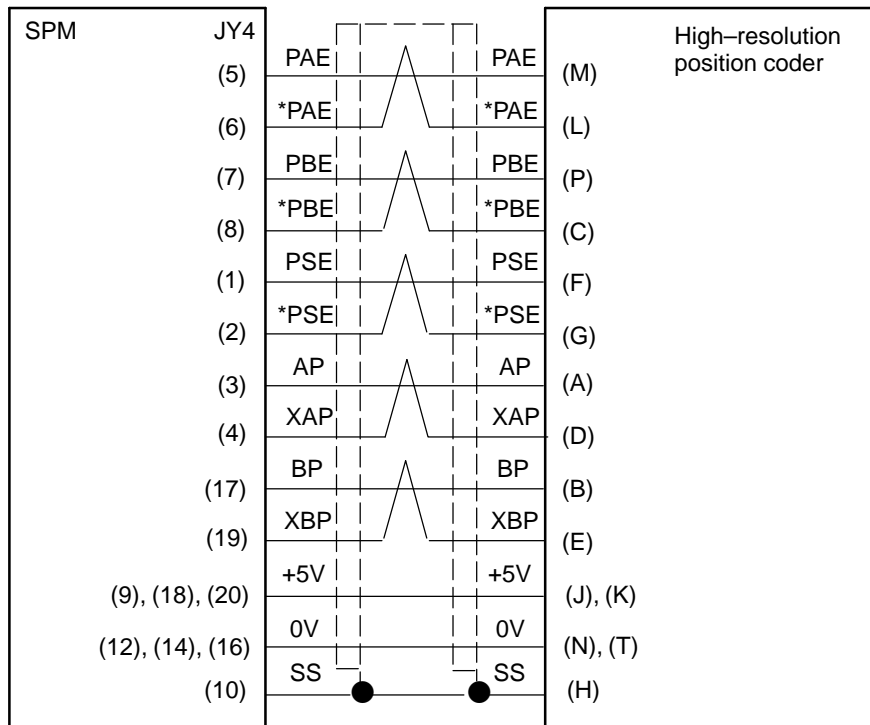 SPM JY4 High–resolution
position coder
(5) PAE PAE (M)
(6) *PAE *PAE (L)
(7) PBE PBE (P)
(8) *PBE *PBE (C)
(1) PSE PSE (F)
(2) *PSE *PSE (G)
(3) AP AP (A)
(4) XAP XAP (D)
(17) BP BP (B)
(19) XBP XBP (E)
(9), (18), (20) +5V +5V (J), (K)
(12), (14), (16) 0V 0V (N), (T)
(10) SS SS (H)